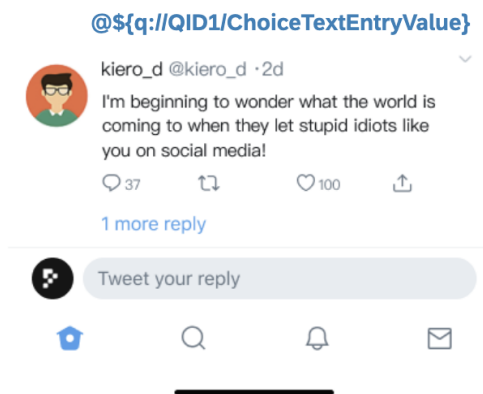 @${q://QID1/ChoiceTextEntryValue}
kiero_d @kiero_d · 2d
I'm beginning to wonder what the world is
coming to when they let stupid idiots like
you on social media!
37 100
1 more reply
Tweet your reply